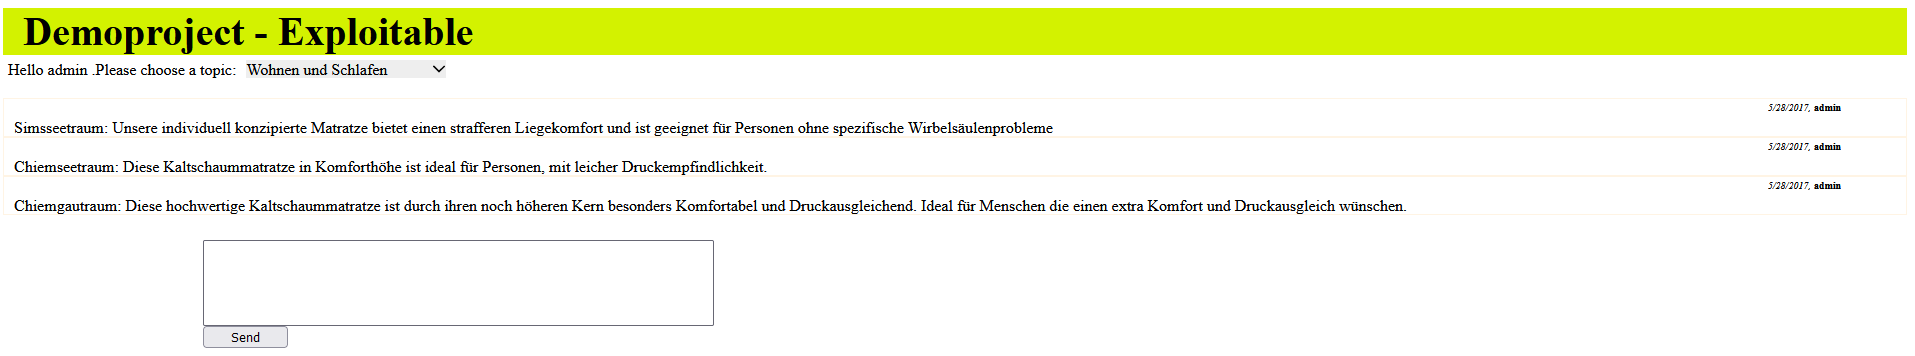 Demoproject - Exploitable
Hello admin .Please choose a topic: Wohnen und Schlafen
5/28/2017, admin
Simsseetraum: Unsere individuell konzipierte Matratze bietet einen strafferen Liegekomfort und ist geeignet für Personen ohne spezifische Wirbelsäulenprobleme
5/28/2017, admin
Chiemseetraum: Diese Kaltschaummatratze in Komforthöhe ist ideal für Personen, mit leicher Druckempfindlichkeit.
5/28/2017, admin
Chiemgautraum: Diese hochwertige Kaltschaummatratze ist durch ihren noch höheren Kern besonders Komfortabel und Druckausgleichend. Ideal für Menschen die einen extra Komfort und Druckausgleich wünschen.
Send